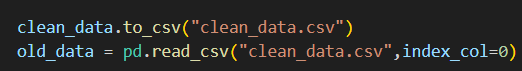 clean_data.to_csv("clean_data.csv")
old_data = pd.read_csv("clean_data.csv",index_col=0)